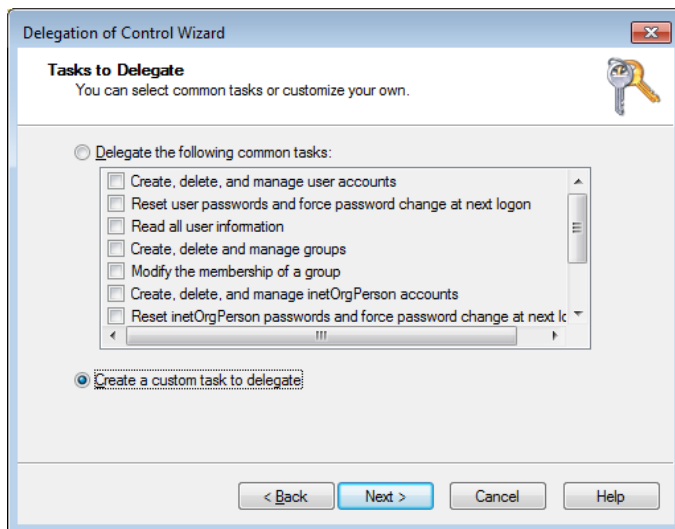 Delegation of Control Wizard
Tasks to Delegate
You can select common tasks or customize your own.
Delegate the following common tasks:
Create, delete, and manage user accounts
Reset user passwords and force password change at next logon
Read all user information
Create, delete and manage groups
Modify the membership of a group
Create, delete, and manage inetOrgPerson accounts
Reset inetOrgPerson passwords and force password change at next lo
Create a custom task to delegate
< Back Next > Cancel Help